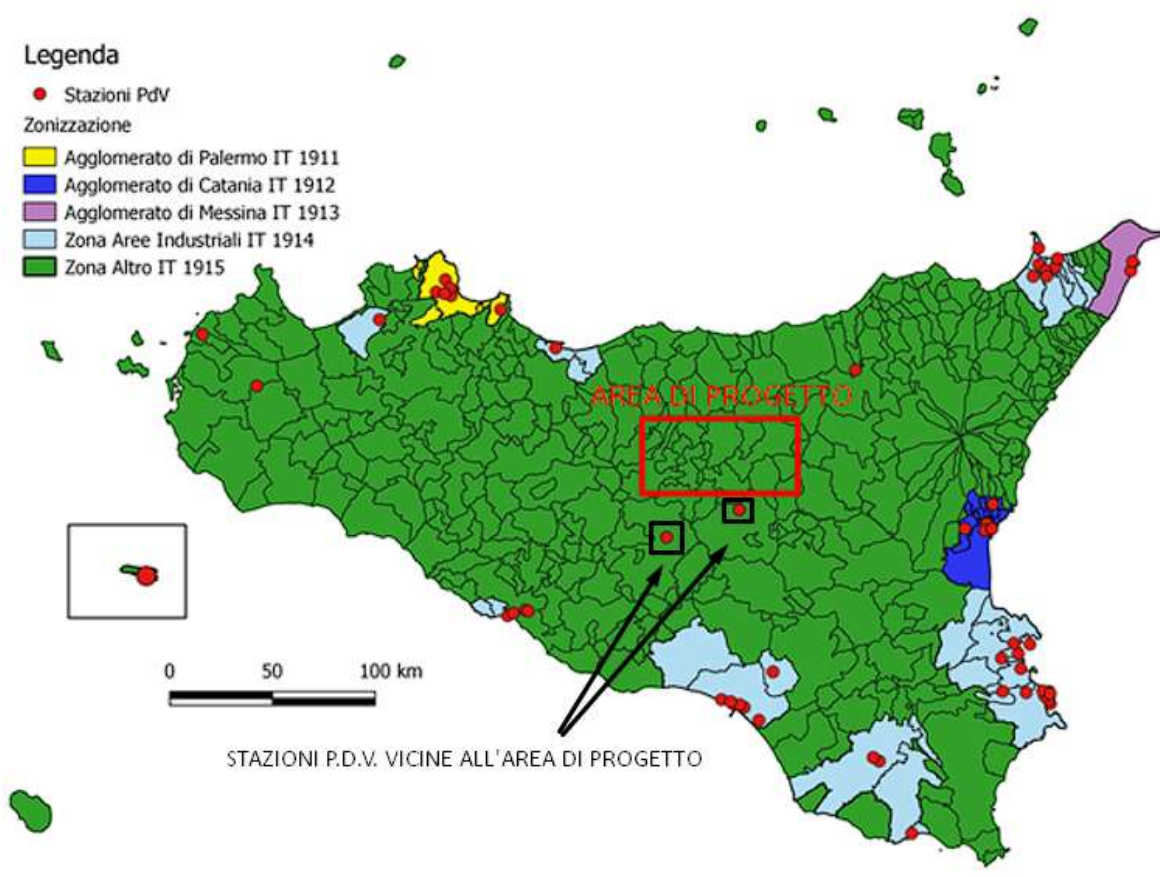 Legenda
Stazioni PdV
Zonizzazione
Agglomerato di Palermo IT 1911
Agglomerato di Catania IT 1912
Agglomerato di Messina IT 1913
Zona Aree Industriali IT 1914
Zona Altro IT 1915
AREA DI PROGETTO
0 50 100 km
STAZIONI P.D.V. VICINE ALL'AREA DI PROGETTO